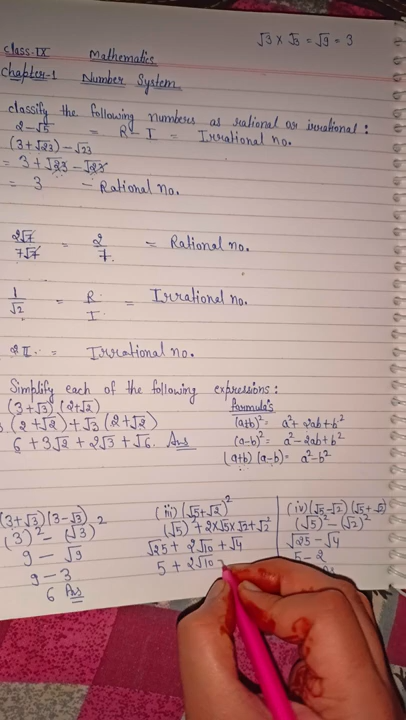 √3 × √3 = √9 = 3
Class-IX Mathematics
Chapter-1 Number System
Classify the following numbers as rational or irrational:
2-√5 = R-I = Irrational no.
(3+√23)-√23
= 3+√23-√23
= 3 - Rational no.
2√7/7√7 = 2/7. = Rational no.
1/√2 = R/I = Irrational no.
2π = Irrational no.
Simplify each of the following expressions:
(3+√3)(2+√2)
(2+√2)+√3(2+√2)
6+3√2+2√3+√6. Ans
formula's
(a+b)² = a²+2ab+b²
(a-b)² = a²-2ab+b²
(a+b)(a-b) = a²-b²
(3+√3)(3-√3)
(3)²-(√3)²
9-√9
9-3
6 Ans
(iii) (√5+√2)²
(√5)²+2×√5×√3+√2²
√25+2√10+√4
5+2√10
(iv) (√5-√2)(√5+√2)
(√5)²-(√2)²
√25-√4
5-2